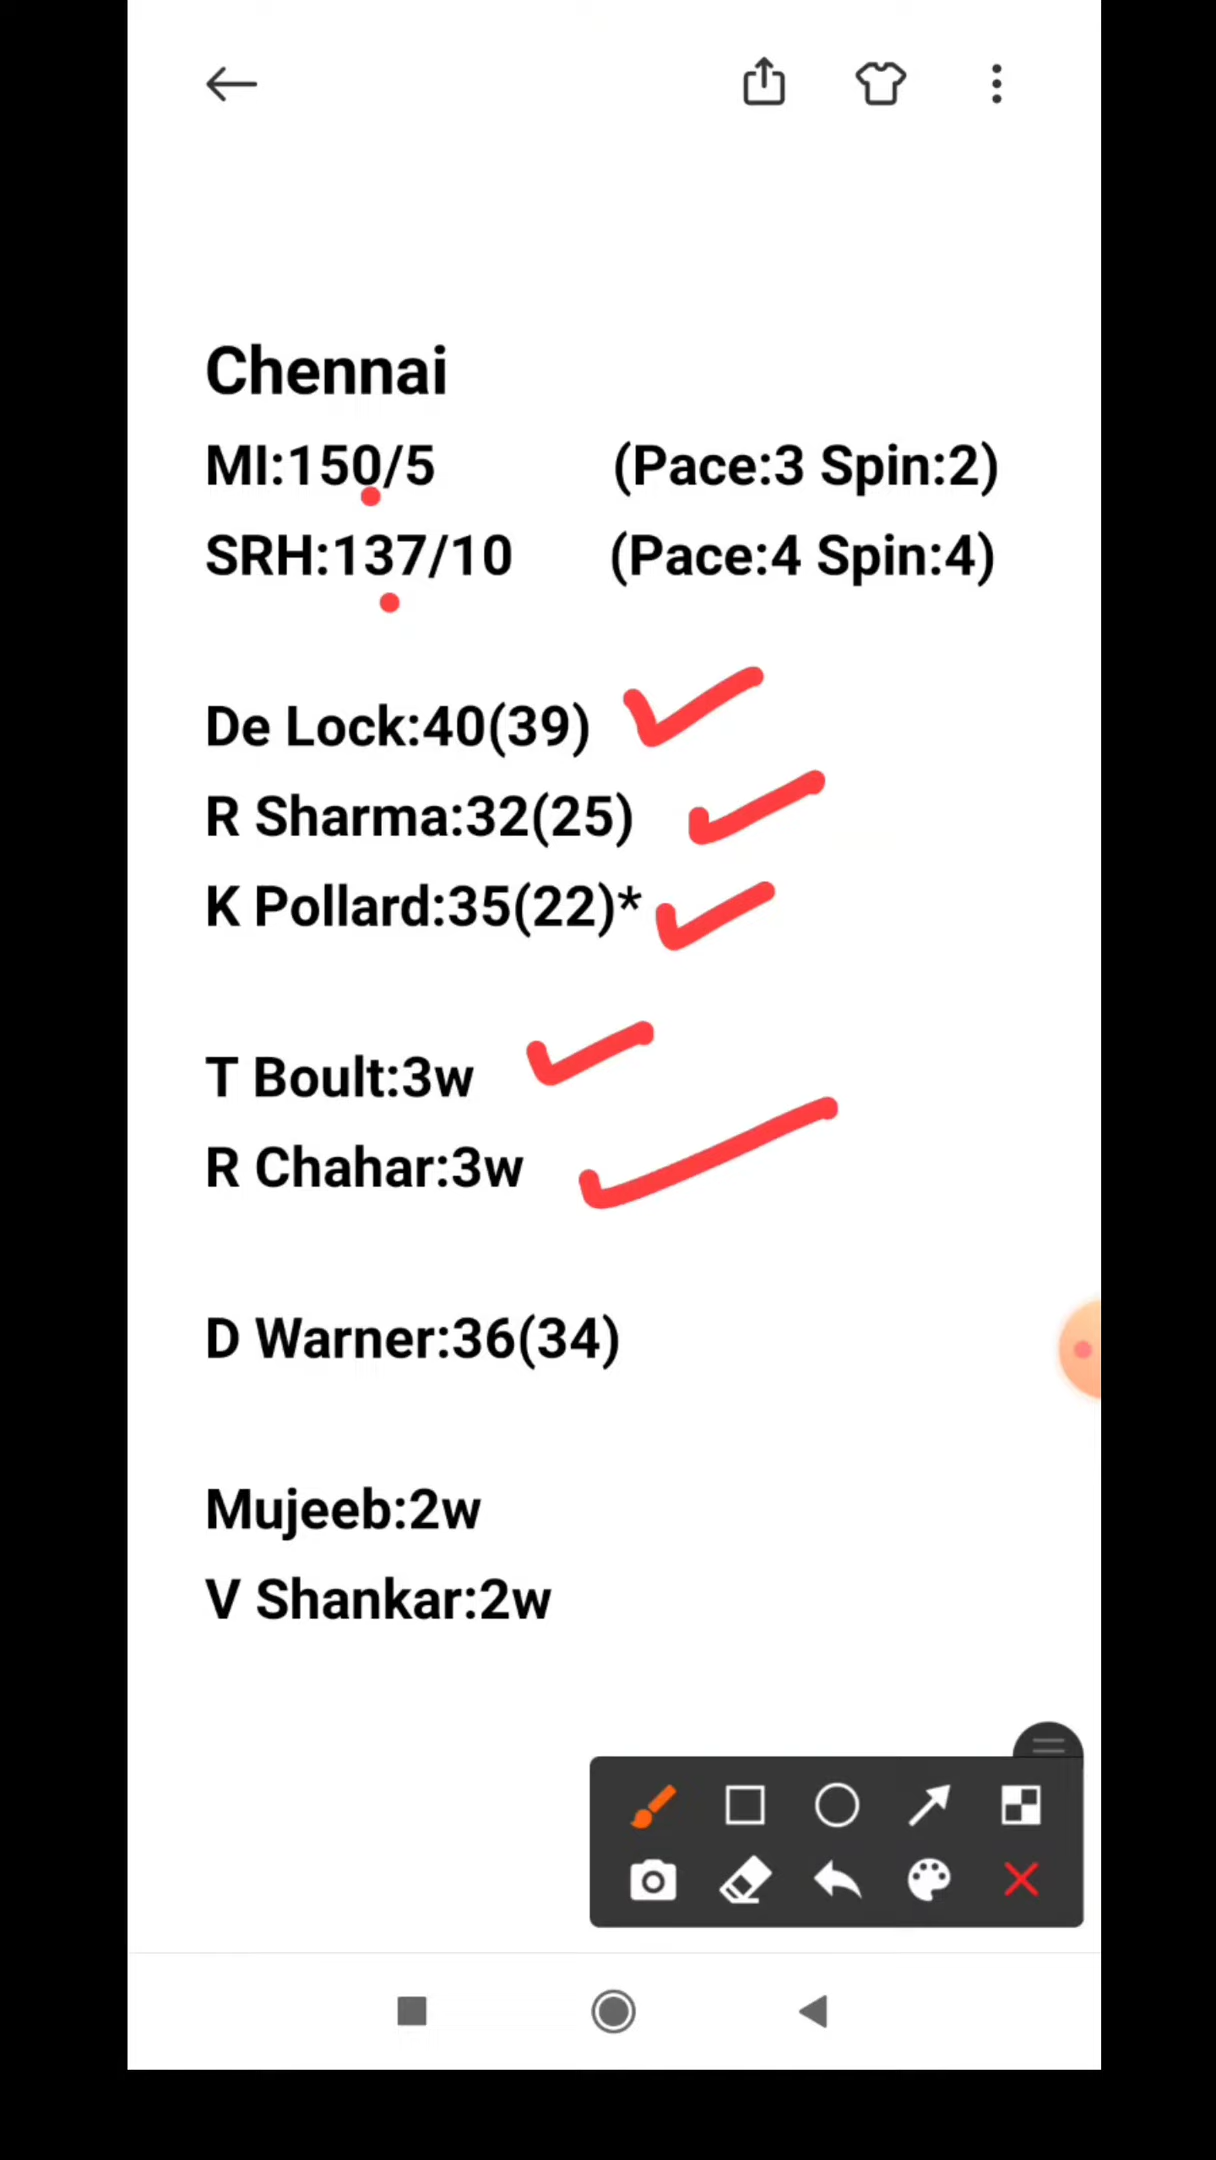 Chennai
MI:150/5 (Pace:3 Spin:2)
SRH:137/10 (Pace:4 Spin:4)
De Lock:40(39)
R Sharma:32(25)
K Pollard:35(22)*
T Boult:3w
R Chahar:3w
D Warner:36(34)
Mujeeb:2w
V Shankar:2w